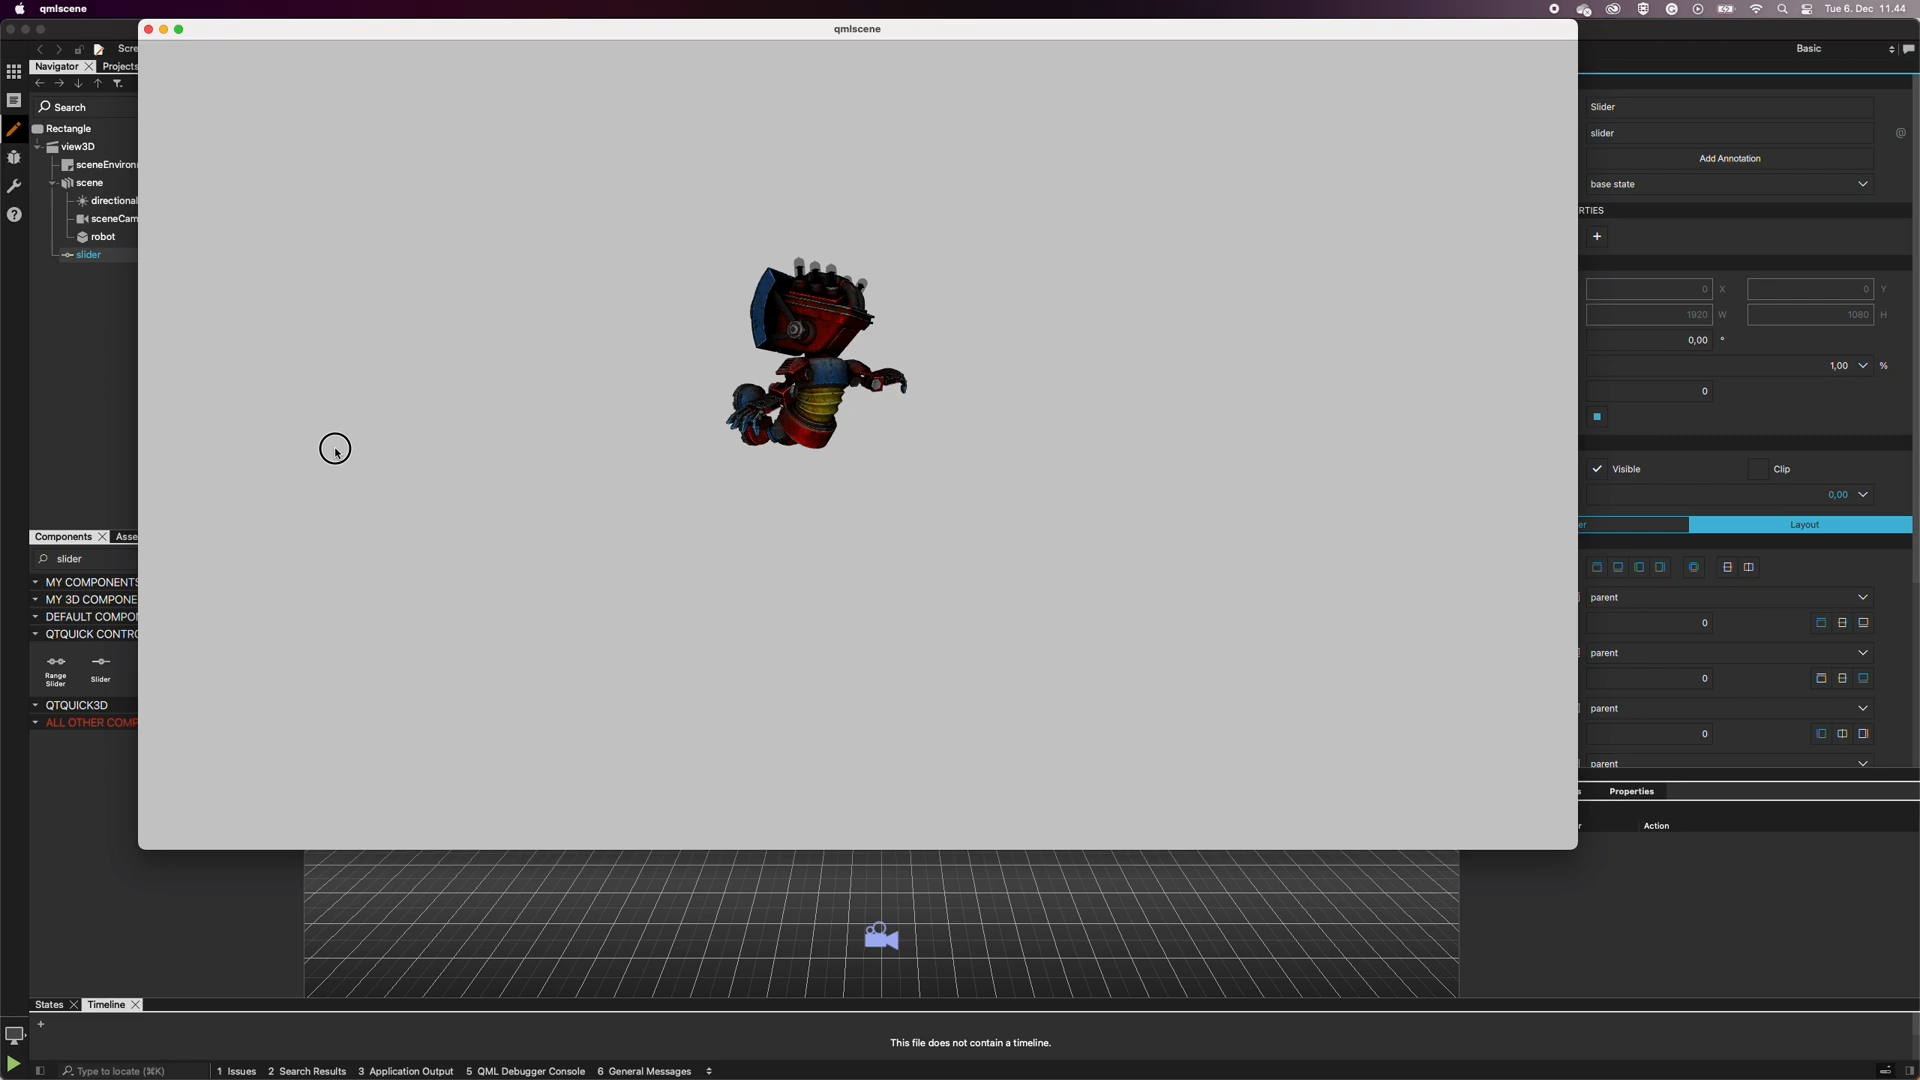 qmlscene
Tue 6. Dec 11.44
qmlscene
Scre
Basic
Navigator
Projects
Search
Slider
Rectangle
slider
view3D
Add Annotation
sceneEnviron
scene
base state
directional
RTIES
sceneCam
robot
+
slider
0 X 0 Y
1920 W 1080 H
0,00 °
1,00 %
0
Visible
Clip
0,00
er
Layout
Components
Asse
slider
MY COMPONENTS
parent
MY 3D COMPONE
DEFAULT COMPO
0
QTQUICK CONTRO
parent
Range
Slider
Slider
0
QTQUICK3D
parent
ALL OTHER COMP
0
parent
s
Properties
r
Action
States
Timeline
+
This file does not contain a timeline.
Type to locate (⌘K)
1 Issues
2 Search Results
3 Application Output
5 QML Debugger Console
6 General Messages